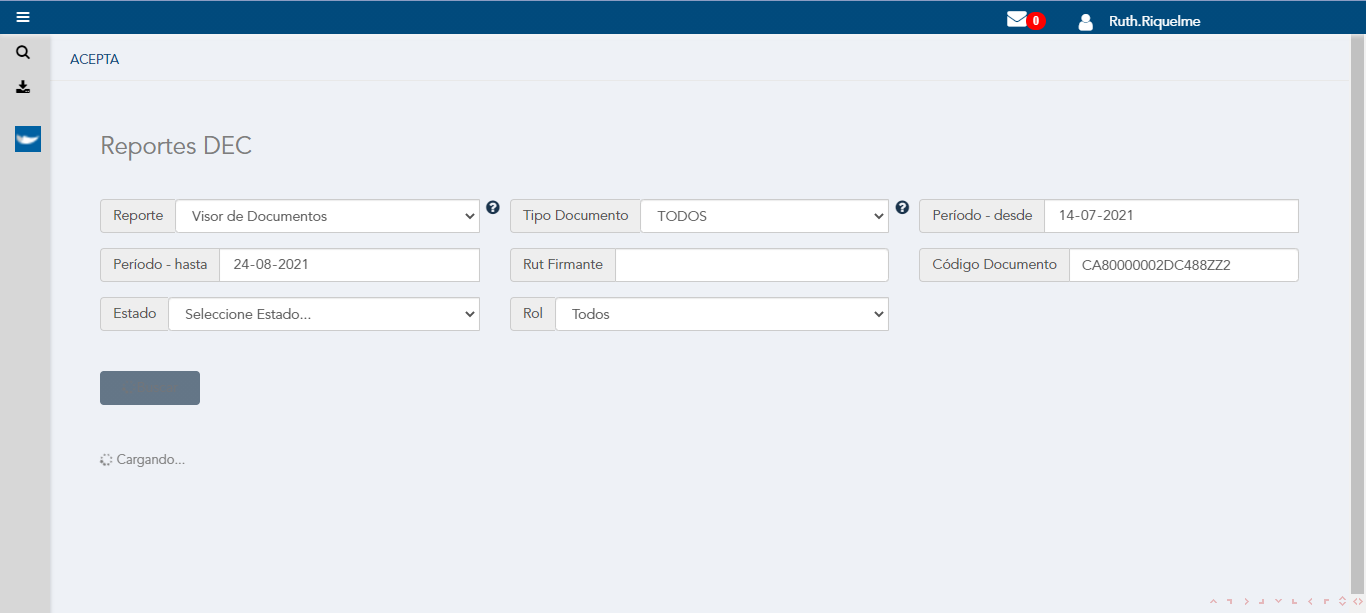 0 Ruth.Riquelme
ACEPTA
Reportes DEC
Reporte Visor de Documentos Tipo Documento TODOS Período - desde 14-07-2021
Período - hasta 24-08-2021 Rut Firmante Código Documento CA80000002DC488ZZ2
Estado Seleccione Estado... Rol Todos
Cargando...